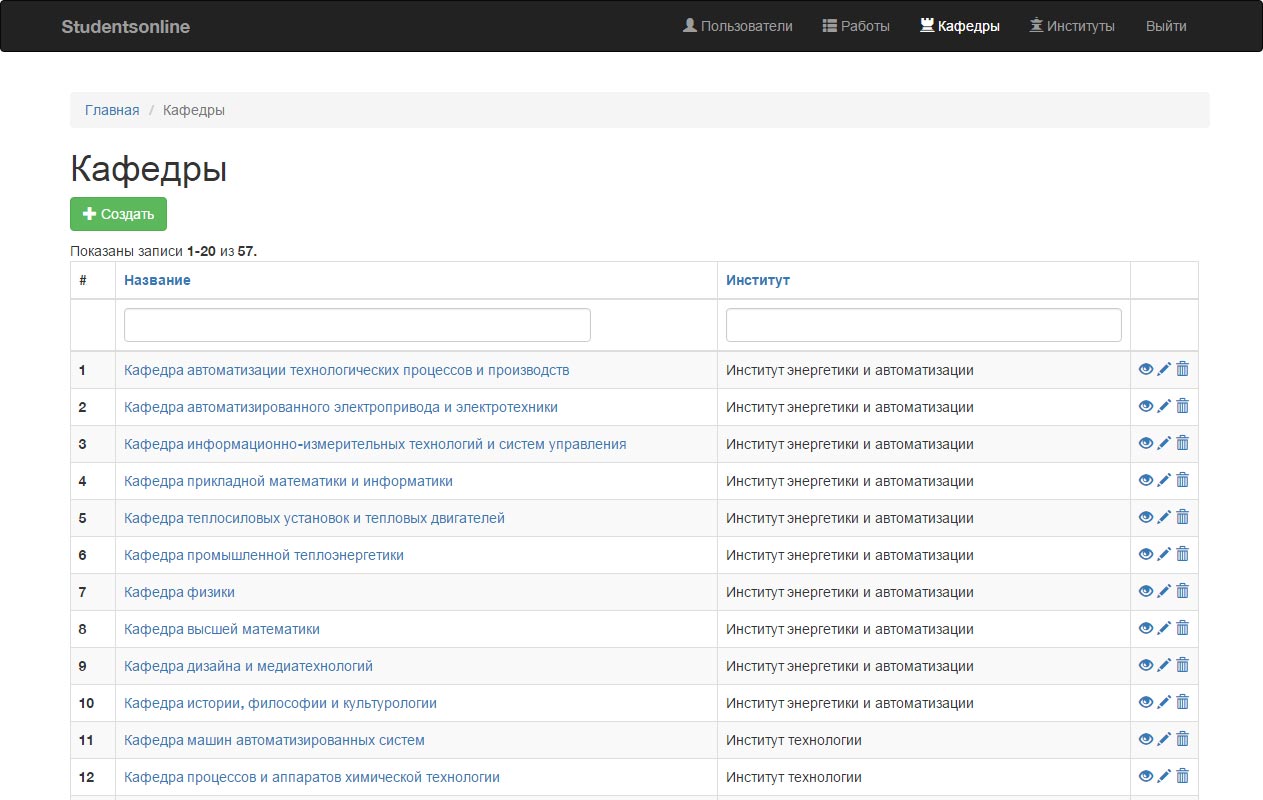 Studentsonline Пользователи Работы Кафедры Институты Выйти
Главная / Кафедры
Кафедры
Создать
Показаны записи 1-20 из 57.
# Название Институт
1 Кафедра автоматизации технологических процессов и производств Институт энергетики и автоматизации
2 Кафедра автоматизированного электропривода и электротехники Институт энергетики и автоматизации
3 Кафедра информационно-измерительных технологий и систем управления Институт энергетики и автоматизации
4 Кафедра прикладной математики и информатики Институт энергетики и автоматизации
5 Кафедра теплосиловых установок и тепловых двигателей Институт энергетики и автоматизации
6 Кафедра промышленной теплоэнергетики Институт энергетики и автоматизации
7 Кафедра физики Институт энергетики и автоматизации
8 Кафедра высшей математики Институт энергетики и автоматизации
9 Кафедра дизайна и медиатехнологий Институт энергетики и автоматизации
10 Кафедра истории, философии и культурологии Институт энергетики и автоматизации
11 Кафедра машин автоматизированных систем Институт технологии
12 Кафедра процессов и аппаратов химической технологии Институт технологии